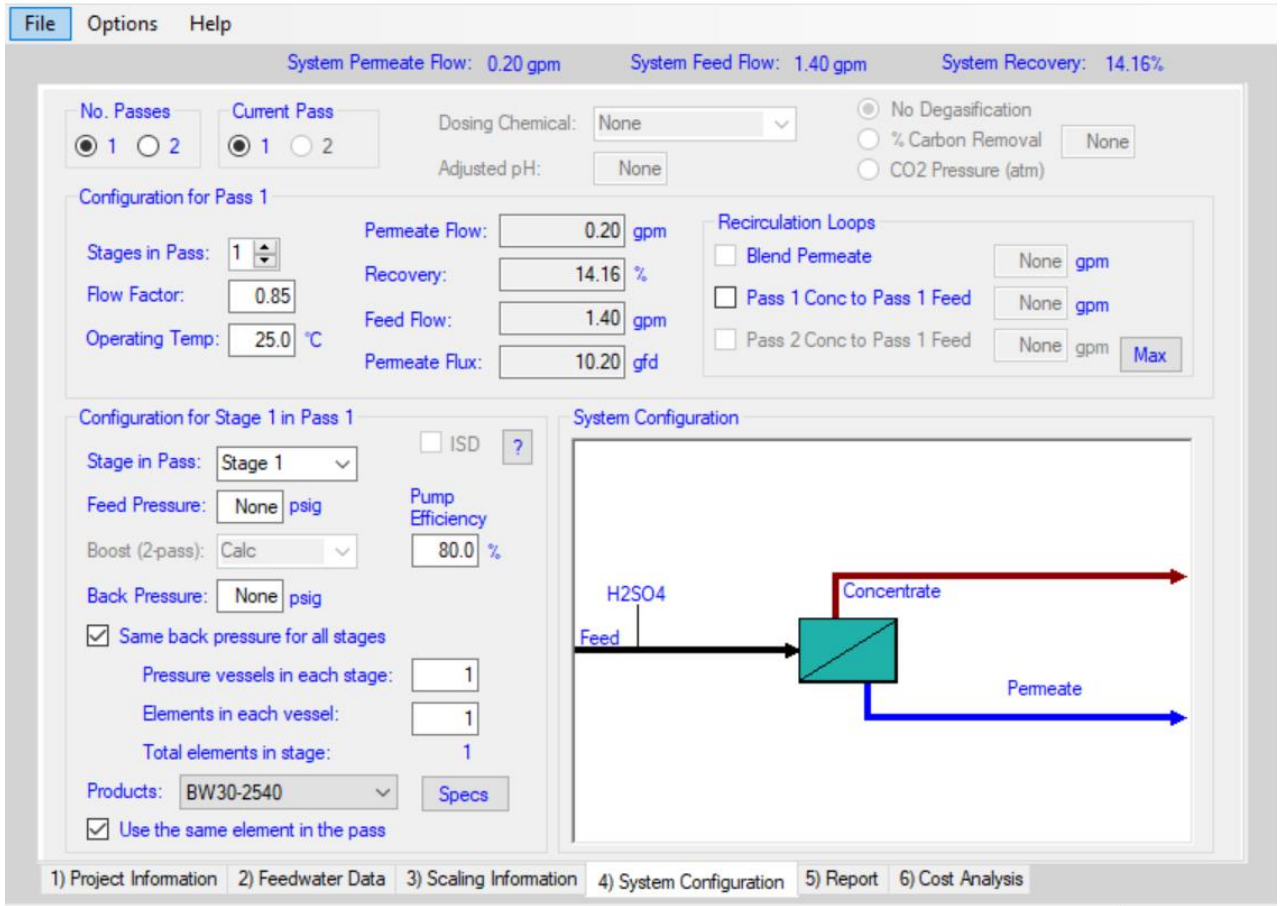 File Options Help
System Permeate Flow: 0.20 gpm System Feed Flow: 1.40 gpm System Recovery: 14.16%
No. Passes
1 2
Current Pass
1 2
Dosing Chemical: None
Adjusted pH: None
No Degasification
% Carbon Removal None
CO2 Pressure (atm)
Configuration for Pass 1
Stages in Pass: 1
Flow Factor: 0.85
Operating Temp: 25.0 °C
Permeate Flow: 0.20 gpm
Recovery: 14.16 %
Feed Flow: 1.40 gpm
Permeate Flux: 10.20 gfd
Recirculation Loops
Blend Permeate None gpm
Pass 1 Conc to Pass 1 Feed None gpm
Pass 2 Conc to Pass 1 Feed None gpm Max
Configuration for Stage 1 in Pass 1
ISD ?
Stage in Pass: Stage 1
Feed Pressure: None psig
Pump
Efficiency
80.0 %
Boost (2-pass): Calc
Back Pressure: None psig
Same back pressure for all stages
Pressure vessels in each stage: 1
Elements in each vessel: 1
Total elements in stage: 1
Products: BW30-2540 Specs
Use the same element in the pass
System Configuration
H2SO4
Feed
Concentrate
Permeate
1) Project Information 2) Feedwater Data 3) Scaling Information 4) System Configuration 5) Report 6) Cost Analysis